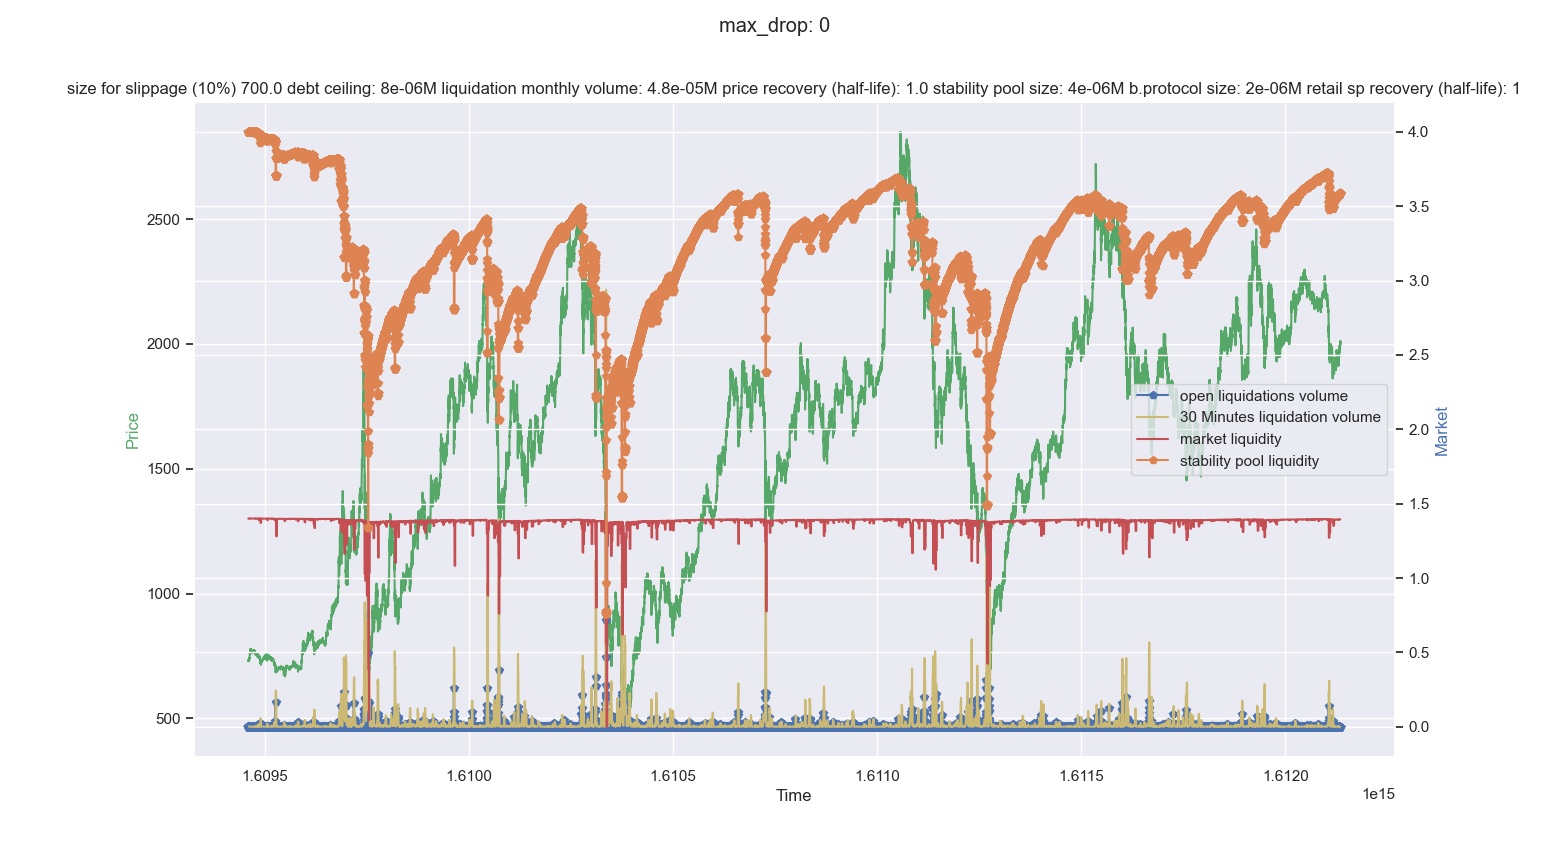 max_drop: 0
size for slippage (10%) 700.0 debt ceiling: 8e-06M liquidation monthly volume: 4.8e-05M price recovery (half-life): 1.0 stability pool size: 4e-06M b.protocol size: 2e-06M retail sp recovery (half-life): 1
4.0
2500
3.5
3.0
2000
2.5
open liquidations volume
30 Minutes liquidation volume
market liquidity
stability pool liquidity
Price
Market
2.0
1500
1.5
1000
1.0
0.5
500
0.0
1.6095
1.6100
1.6105
1.6110
1.6115
1.6120
Time
1e15